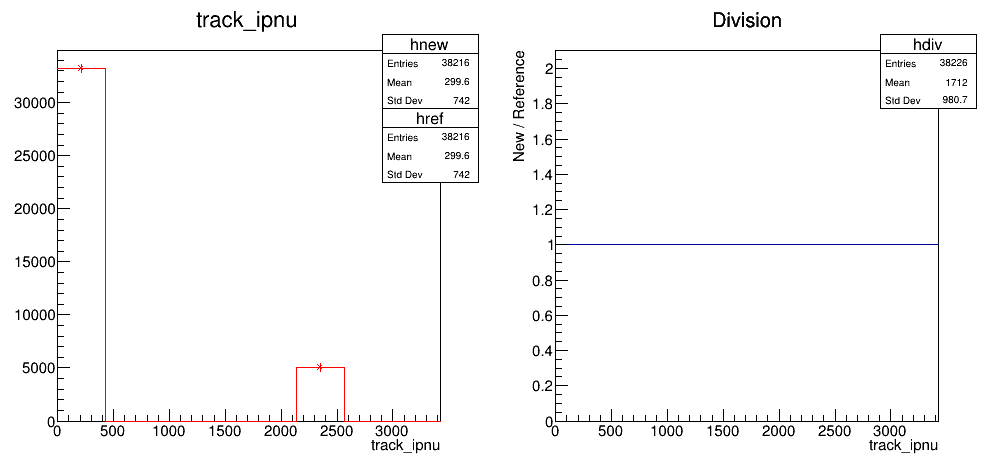 track_ipnu
hnew
Entries 38216
Mean 299.6
Std Dev 742
href
Entries 38216
Mean 299.6
Std Dev 742
30000
25000
20000
15000
10000
5000
0
0 500 1000 1500 2000 2500 3000
track_ipnu
Division
hdiv
Entries 38226
Mean 1712
Std Dev 980.7
New / Reference
2
1.8
1.6
1.4
1.2
1
0.8
0.6
0.4
0.2
0
0 500 1000 1500 2000 2500 3000
track_ipnu